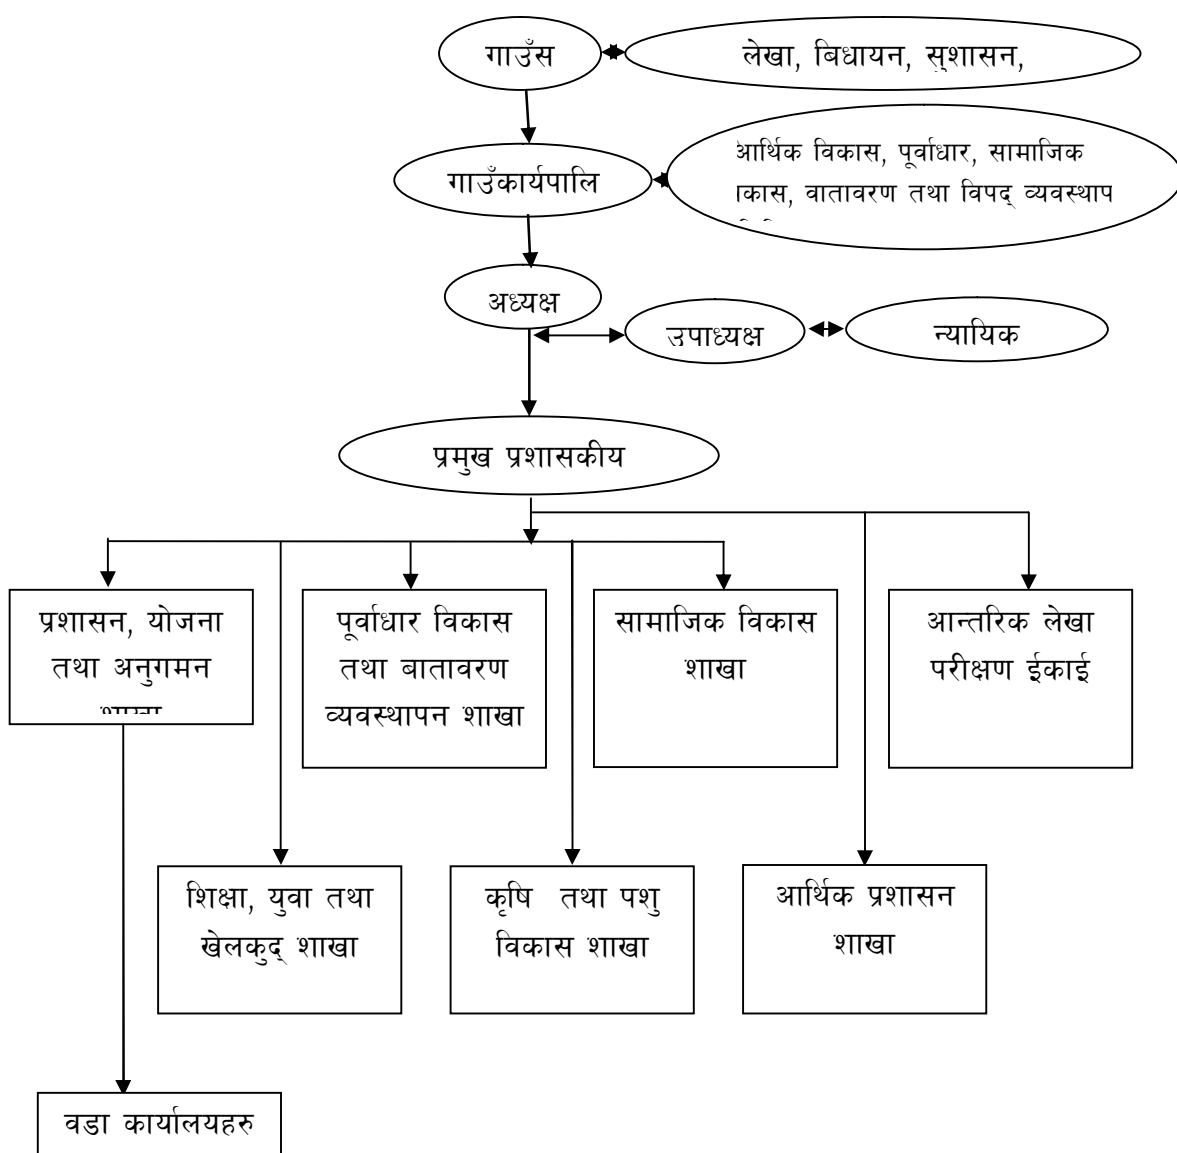 गाउँस
लेखा, बिधायन, सुशासन,
आर्थिक विकास, पूर्वाधार, सामाजिक
गाउँकार्यपालि
कास, वातावरण तथा विपद् व्यवस्थाप
अध्यक्ष
उपाध्यक्ष
न्यायिक
प्रमुख प्रशासकीय
प्रशासन, योजना
तथा अनुगमन
शाखा
पूर्वाधार विकास
तथा बातावरण
व्यवस्थापन शाखा
सामाजिक विकास
शाखा
आन्तरिक लेखा
परीक्षण ईकाई
शिक्षा, युवा तथा
खेलकुद् शाखा
कृषि तथा पशु
विकास शाखा
आर्थिक प्रशासन
शाखा
वडा कार्यालयहरु